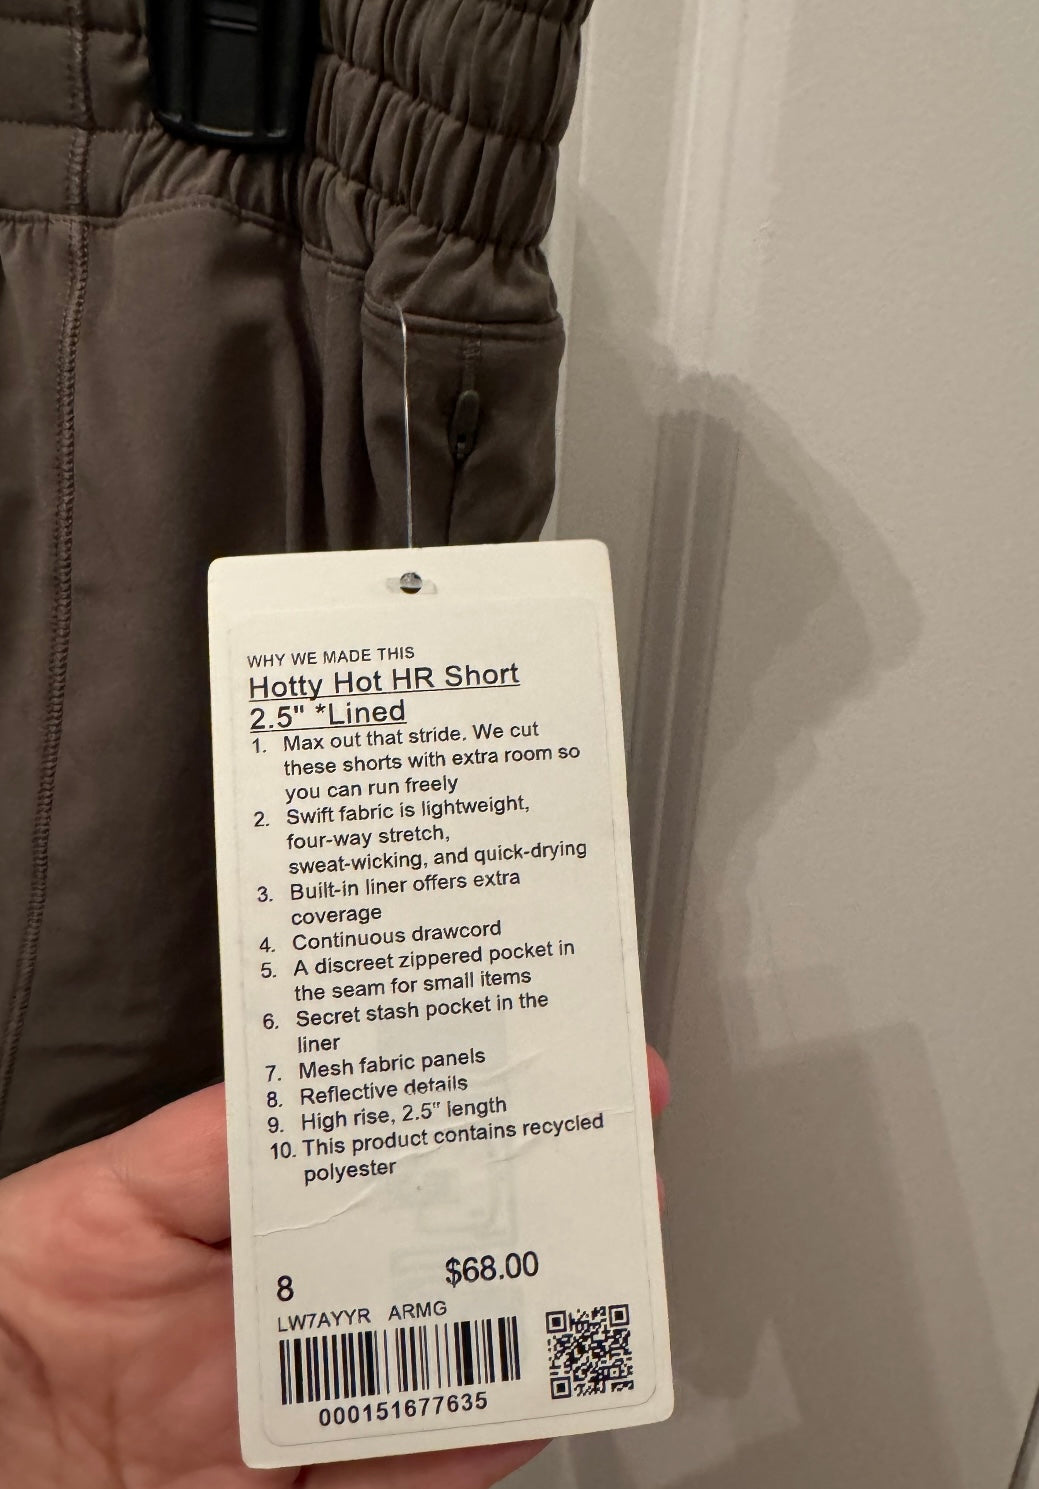 WHY WE MADE THIS
Hotty Hot HR Short
2.5" *Lined
1. Max out that stride. We cut
these shorts with extra room so
you can run freely
2. Swift fabric is lightweight,
four-way stretch,
sweat-wicking, and quick-drying
3. Built-in liner offers extra
coverage
4. Continuous drawcord
5. A discreet zippered pocket in
the seam for small items
6. Secret stash pocket in the
liner
7. Mesh fabric panels
8. Reflective details
9. High rise, 2.5" length
10. This product contains recycled
polyester
8 $68.00
LW7AYYR ARMG
000151677635